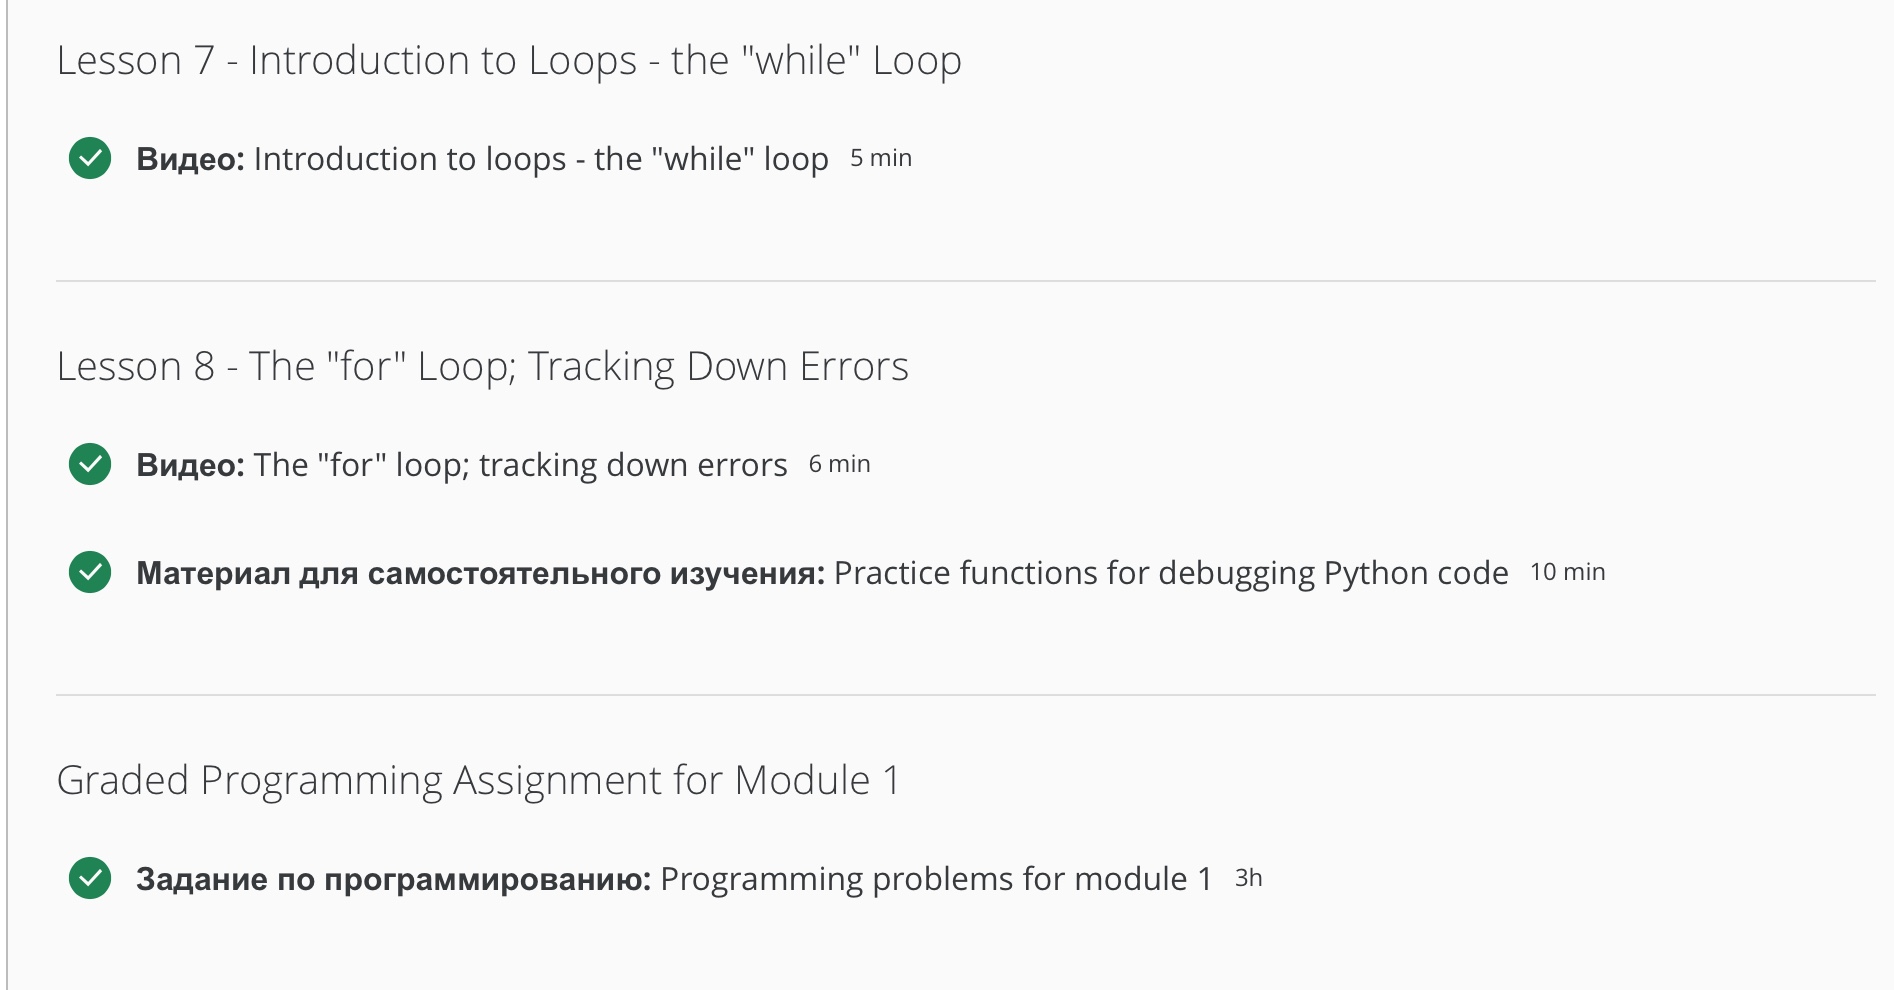 Lesson 7 - Introduction to Loops - the "while" Loop
Видео: Introduction to loops - the "while" loop 5 min
Lesson 8 - The "for" Loop; Tracking Down Errors
Видео: The "for" loop; tracking down errors 6 min
Материал для самостоятельного изучения: Practice functions for debugging Python code 10 min
Graded Programming Assignment for Module 1
Задание по программированию: Programming problems for module 1 3h